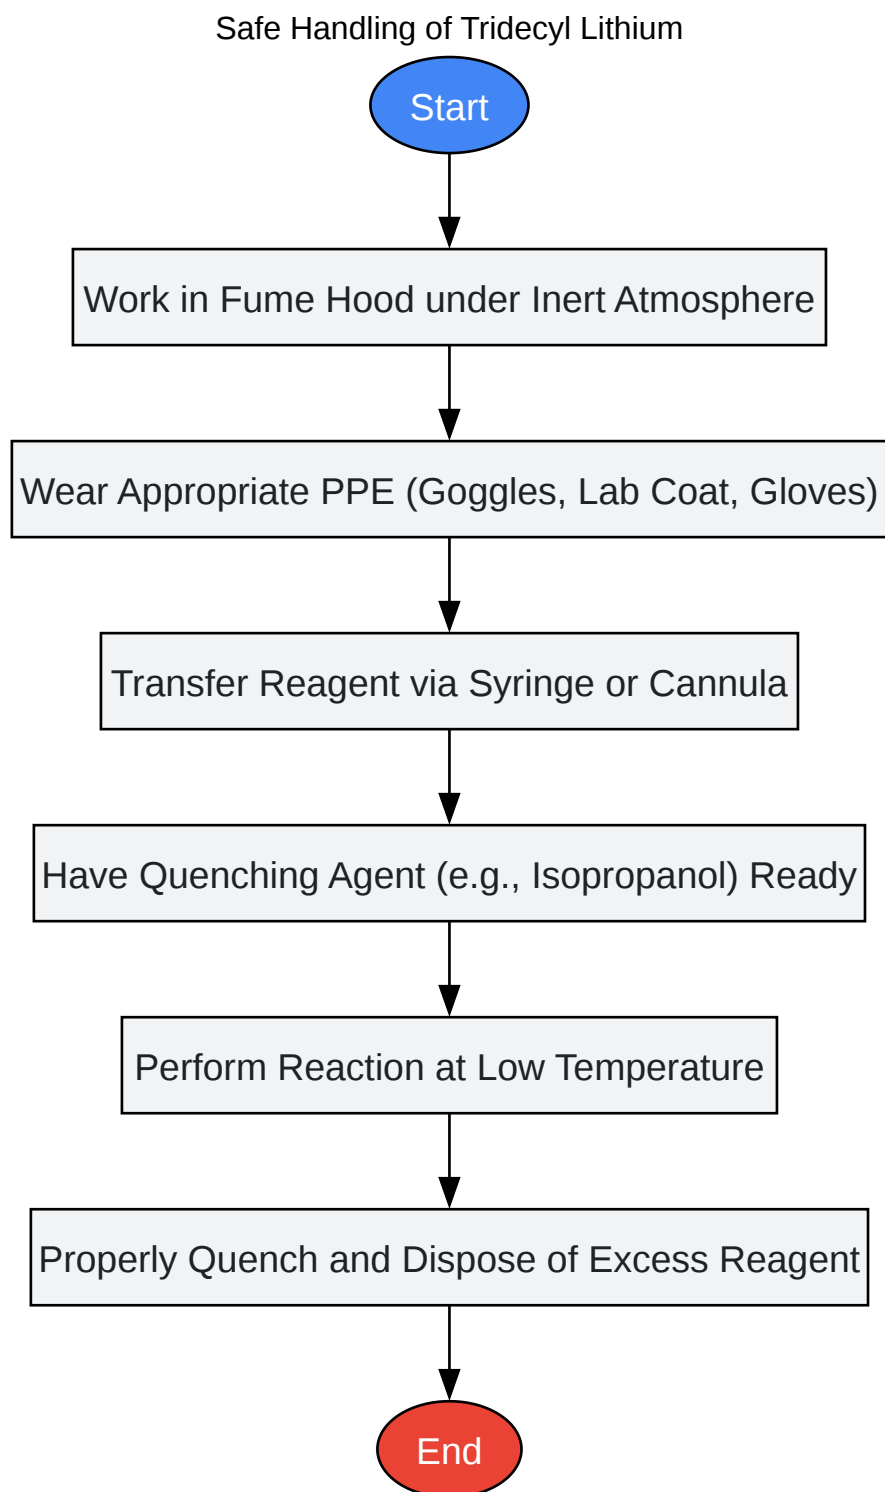 Safe Handling of Tridecyl Lithium
Start
Work in Fume Hood under Inert Atmosphere
Wear Appropriate PPE (Goggles, Lab Coat, Gloves)
Transfer Reagent via Syringe or Cannula
Have Quenching Agent (e.g., Isopropanol) Ready
Perform Reaction at Low Temperature
Properly Quench and Dispose of Excess Reagent
End